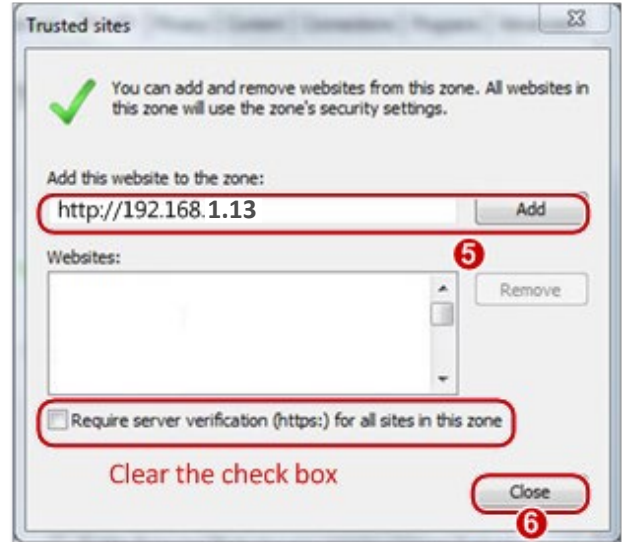 Trusted sites
You can add and remove websites from this zone. All websites in
this zone will use the zone's security settings.
Add this website to the zone:
http://192.168.1.13
Add
5
Websites:
Remove
Require server verification (https:) for all sites in this zone
Clear the check box
Close
6